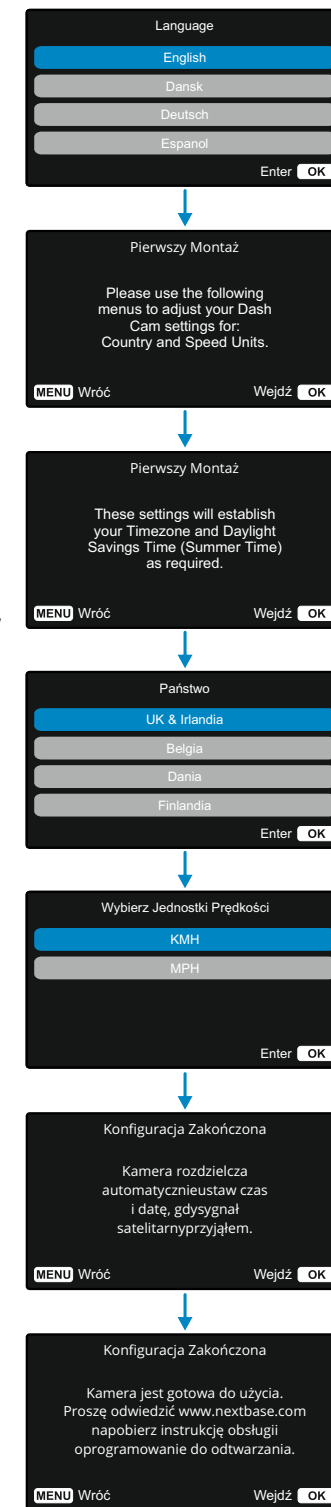 Language
English
Dansk
Deutsch
Espanol
Enter OK
Pierwszy Montaż
Please use the following
menus to adjust your Dash
Cam settings for:
Country and Speed Units.
MENU Wróć Wejdź OK
Pierwszy Montaż
These settings will establish
your Timezone and Daylight
Savings Time (Summer Time)
as required.
MENU Wróć Wejdź OK
Państwo
UK & Irlandia
Belgia
Dania
Finlandia
Enter OK
Wybierz Jednostki Prędkości
KMH
MPH
Enter OK
Konfiguracja Zakończona
Kamera rozdzielcza
automatycznieustaw czas
i datę, gdysygnał
satelitarnyprzyjąłem.
MENU Wróć Wejdź OK
Konfiguracja Zakończona
Kamera jest gotowa do użycia.
Proszę odwiedzić www.nextbase.com
napobierz instrukcję obsługii
oprogramowanie do odtwarzania.
MENU Wróć Wejdź OK